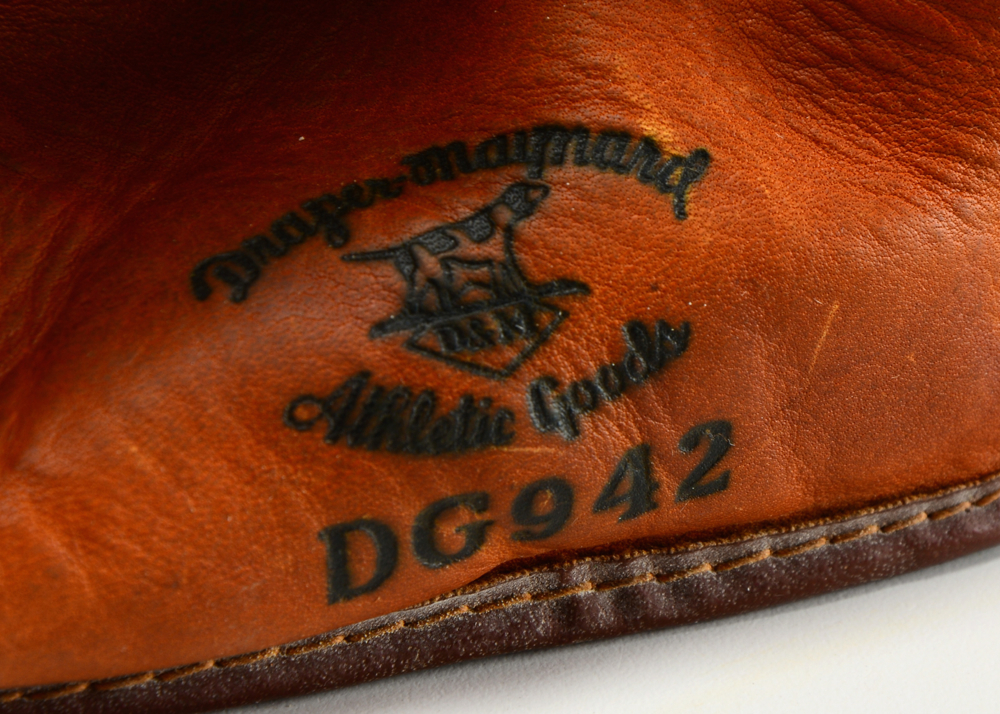 Draper-Maynard
D.&M.
Athletic Goods
DG942